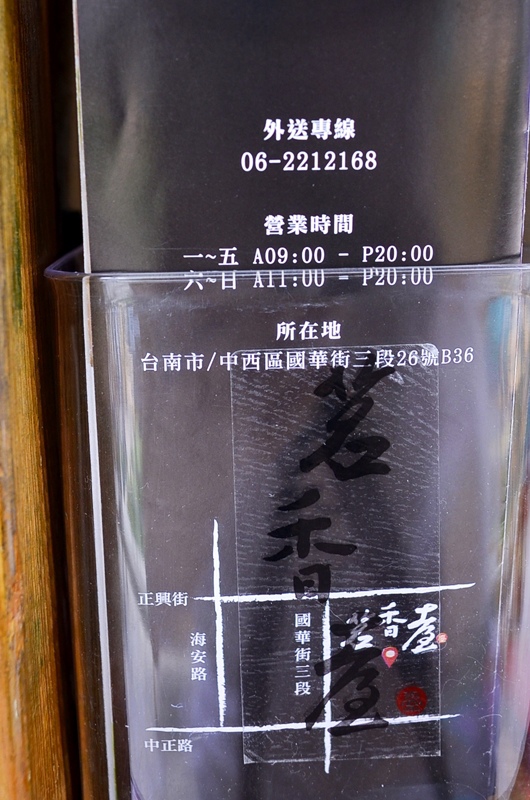 外送專線
06-2212168
營業時間
一~五 A09:00 - P20:00
六~日 A11:00 - P20:00
所在地
台南市/中西區國華街三段26號B36
茗香臺
正興街
海安路
國華街三段
茗香臺
中正路